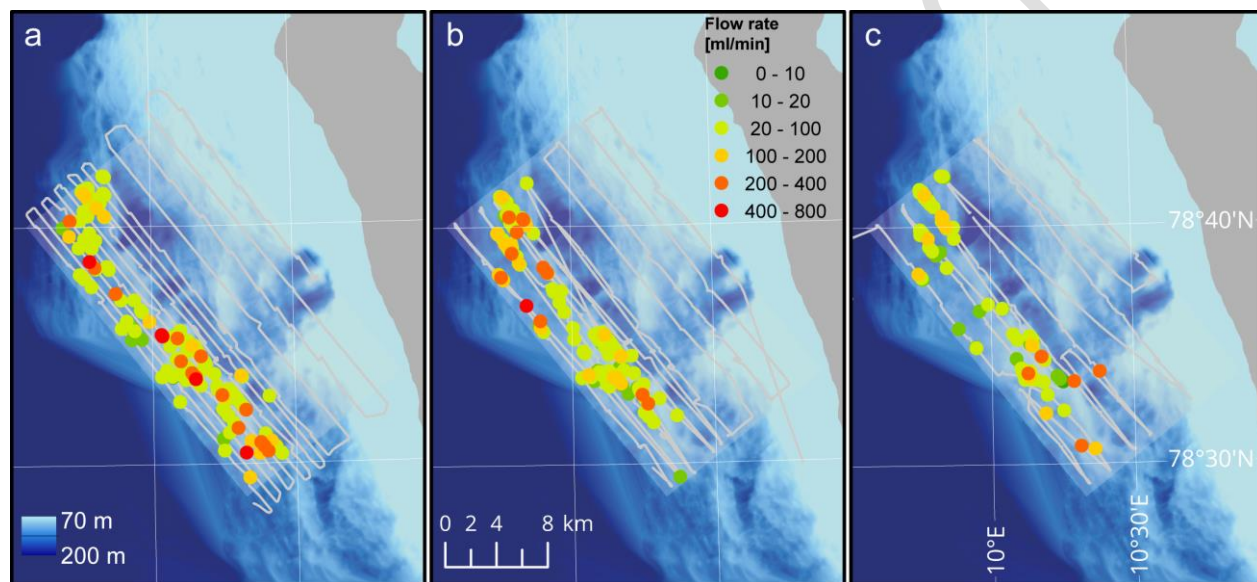 a
70 m
200 m
b
Flow rate
[ml/min]
0 - 10
10 - 20
20 - 100
100 - 200
200 - 400
400 - 800
0 2 4 8 km
c
78°40'N
78°30'N
10°E
10°30'E